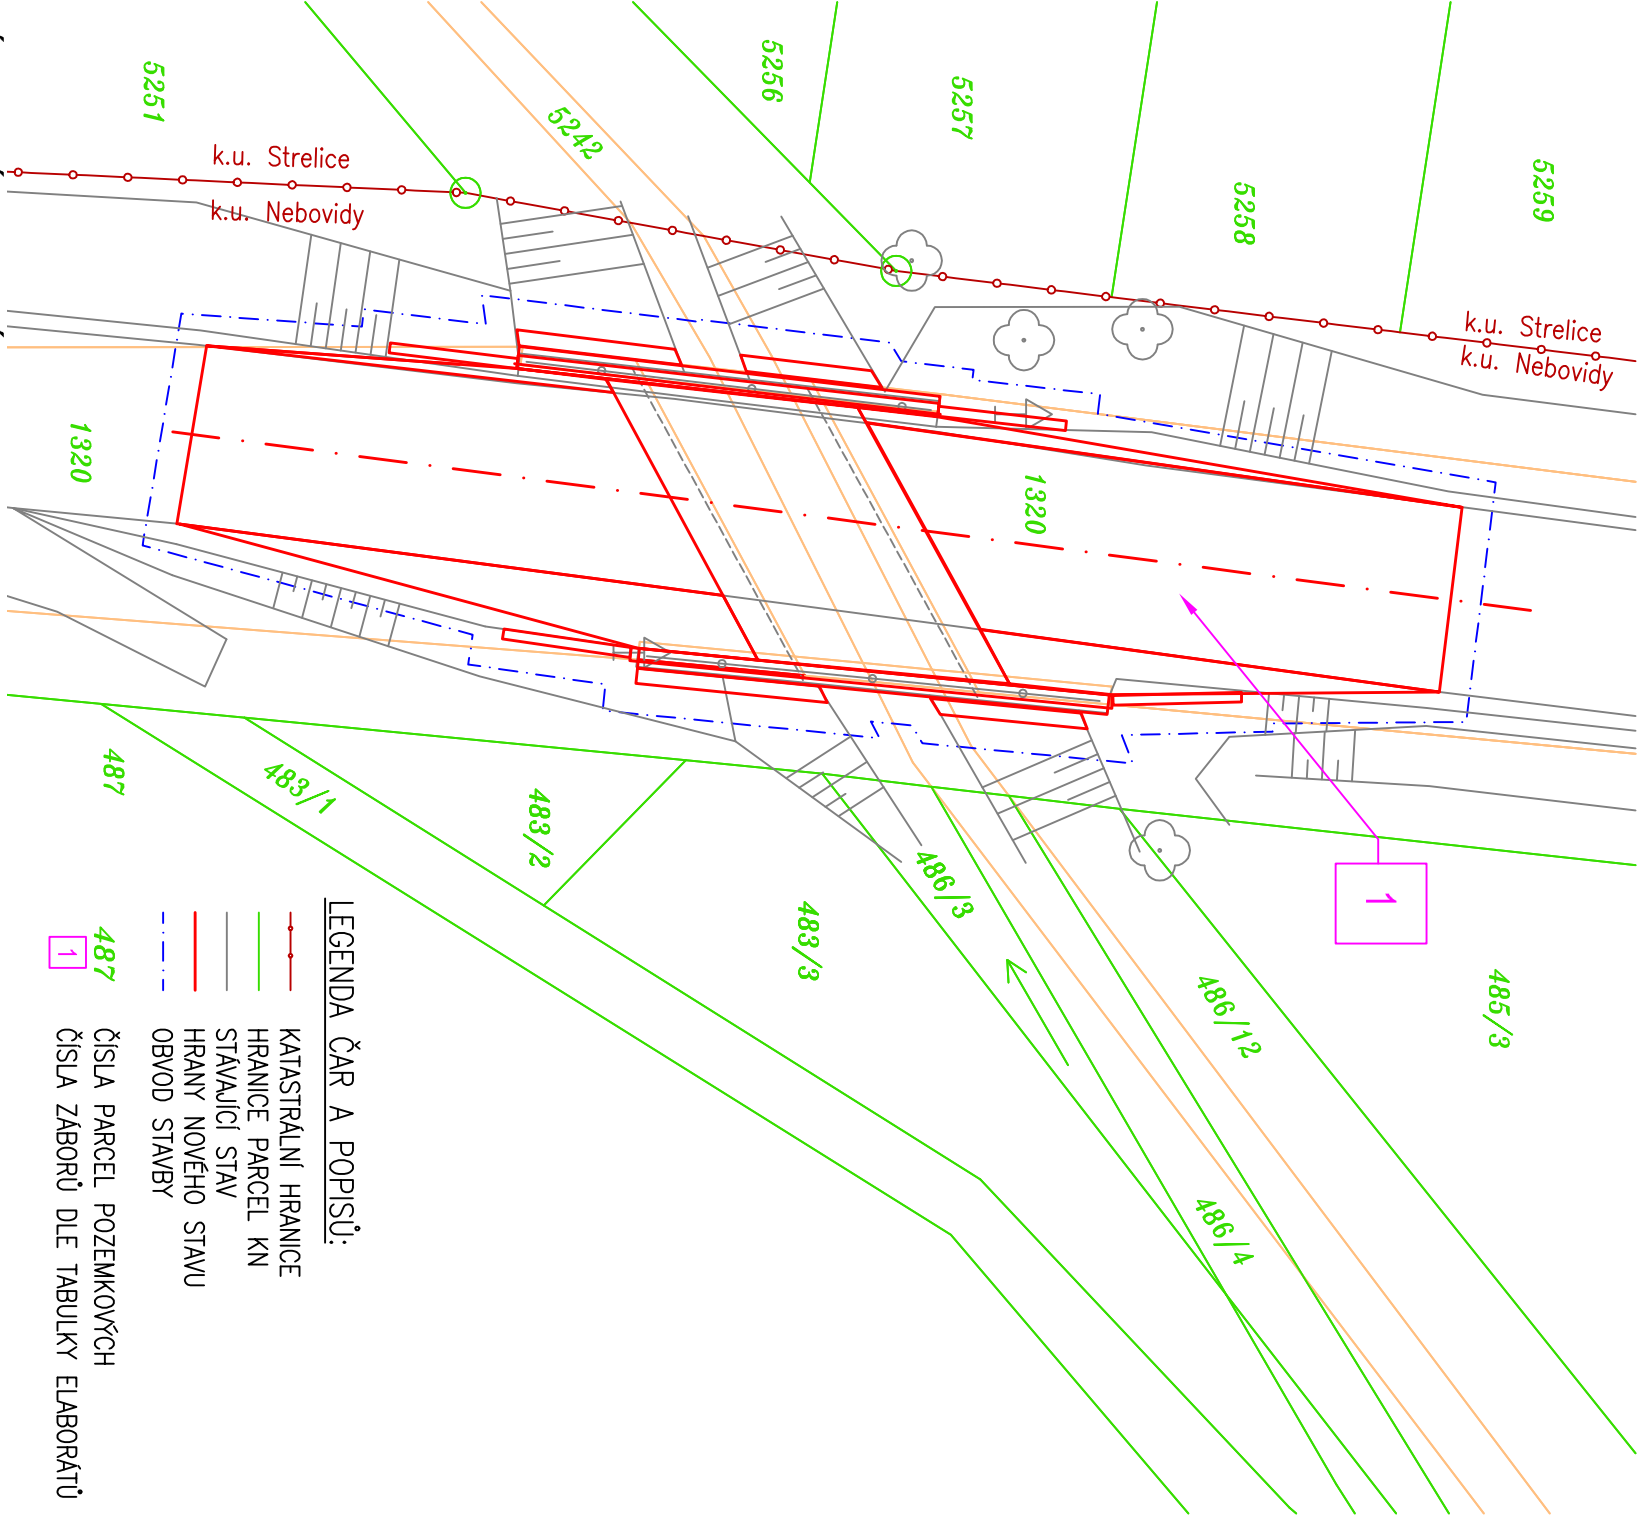 5251
5256
5257
5258
5259
5242
k.u. Strelice
k.u. Nebovidy
k.u. Strelice
k.u. Nebovidy
1320
1320
487
483/1
483/2
483/3
486/3
486/12
486/4
485/3
1
LEGENDA ČAR A POPISŮ:
KATASTRÁLNÍ HRANICE
HRANICE PARCEL KN
STÁVAJÍCÍ STAV
HRANY NOVÉHO STAVU
OBVOD STAVBY
487 ČÍSLA PARCEL POZEMKOVÝCH
1 ČÍSLA ZÁBORŮ DLE TABULKY ELABORÁTŮ